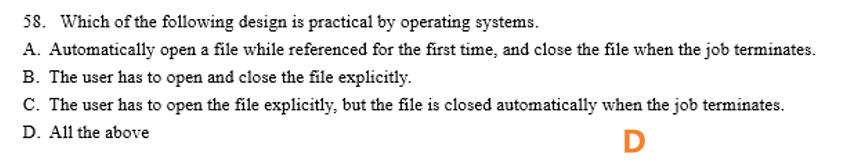 58. Which of the following design is practical by operating systems.
A. Automatically open a file while referenced for the first time, and close the file when the job terminates.
B. The user has to open and close the file explicitly.
C. The user has to open the file explicitly, but the file is closed automatically when the job terminates.
D. All the above
D